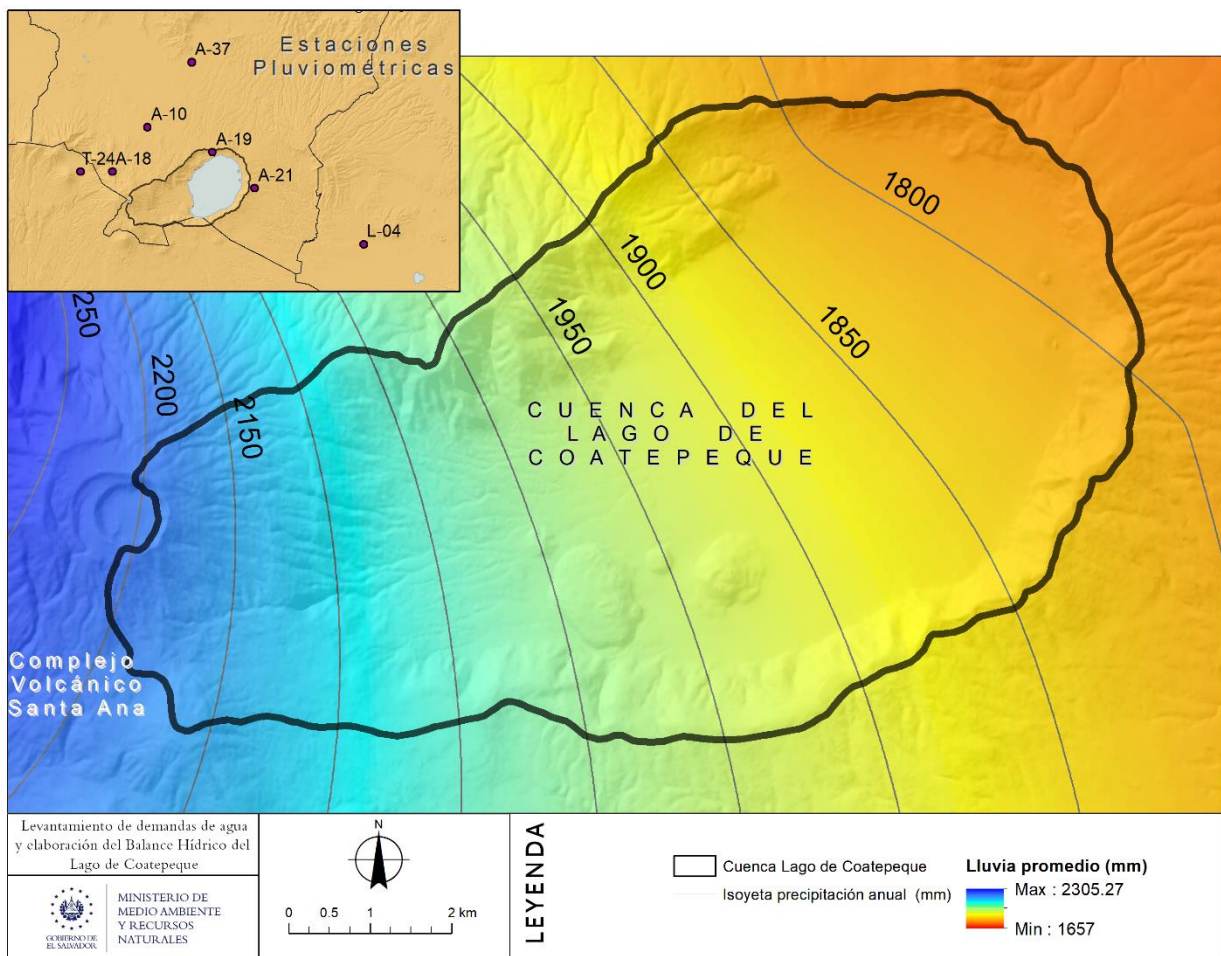 Estaciones
Pluviométricas
A-37
A-10
A-19
T-24
A-18
A-21
L-04
1800
1900
1850
1950
250
2200
2150
CUENCA DEL
LAGO DE
COATEPEQUE
Complejo
Volcánico
Santa Ana
Levantamiento de demandas de agua
y elaboración del Balance Hídrico del
Lago de Coatepeque
GOBIERNO DE
EL SALVADOR
MINISTERIO DE
MEDIO AMBIENTE
Y RECURSOS
NATURALES
N
0 0.5 1 2 km
LEYENDA
Cuenca Lago de Coatepeque
Isoyeta precipitación anual (mm)
Lluvia promedio (mm)
Max : 2305.27
Min : 1657